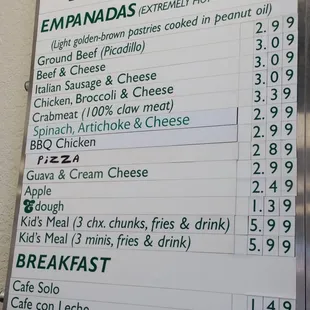 EMPANADAS (EXTREMELY
(Light golden-brown pastries cooked in peanut oil)
Ground Beef (Picadillo) 2.99
Beef & Cheese 3.09
Italian Sausage & Cheese 3.09
Chicken, Broccoli & Cheese 3.09
Crabmeat (100% claw meat) 3.39
Spinach, Artichoke & Cheese 2.99
BBQ Chicken 2.99
PIZZA 289
Guava & Cream Cheese 2.99
Apple 2.49
dough 1.39
Kid's Meal (3 chx. chunks, fries & drink) 5.99
Kid's Meal (3 minis, fries & drink) 5.99
BREAKFAST
Cafe Solo
Cafe con Leche 1.49